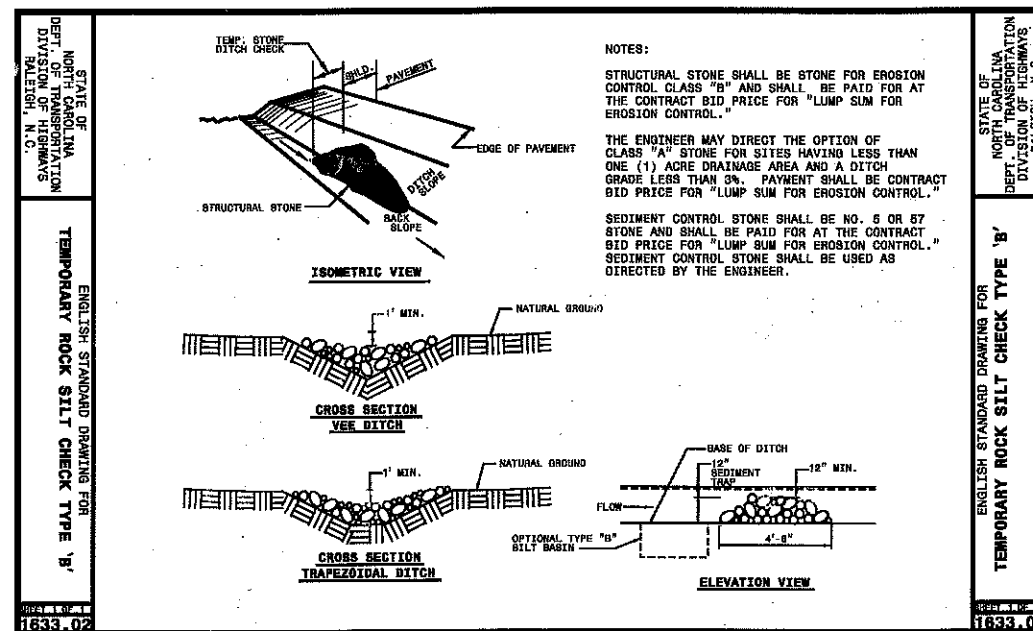 STATE OF
NORTH CAROLINA
DEPT. OF TRANSPORTATION
DIVISION OF HIGHWAYS
RALEIGH, N.C.
ENGLISH STANDARD DRAWING FOR
TEMPORARY ROCK SILT CHECK TYPE 'B'
SHEET 1 OF 1
1633.02
TEMP. STONE
DITCH CHECK
SHLD.
PAVEMENT
EDGE OF PAVEMENT
DITCH
SLOPE
STRUCTURAL STONE
BACK
SLOPE
ISOMETRIC VIEW
NOTES:
STRUCTURAL STONE SHALL BE STONE FOR EROSION
CONTROL CLASS "B" AND SHALL BE PAID FOR AT
THE CONTRACT BID PRICE FOR "LUMP SUM FOR
EROSION CONTROL."
THE ENGINEER MAY DIRECT THE OPTION OF
CLASS "A" STONE FOR SITES HAVING LESS THAN
ONE (1) ACRE DRAINAGE AREA AND A DITCH
GRADE LESS THAN 3%. PAYMENT SHALL BE CONTRACT
BID PRICE FOR "LUMP SUM FOR EROSION CONTROL."
SEDIMENT CONTROL STONE SHALL BE NO. 5 OR 57
STONE AND SHALL BE PAID FOR AT THE CONTRACT
BID PRICE FOR "LUMP SUM FOR EROSION CONTROL."
SEDIMENT CONTROL STONE SHALL BE USED AS
DIRECTED BY THE ENGINEER.
1' MIN.
NATURAL GROUND
CROSS SECTION
VEE DITCH
1' MIN.
NATURAL GROUND
CROSS SECTION
TRAPEZOIDAL DITCH
BASE OF DITCH
12"
SEDIMENT
TRAP
12" MIN.
FLOW
OPTIONAL TYPE "B"
SILT BASIN
4'-6"
ELEVATION VIEW
STATE OF
NORTH CAROLINA
DEPT. OF TRANSPORTATION
DIVISION OF HIGHWAYS
ENGLISH STANDARD DRAWING FOR
TEMPORARY ROCK SILT CHECK TYPE 'B'
SHEET 1 OF
1633.0